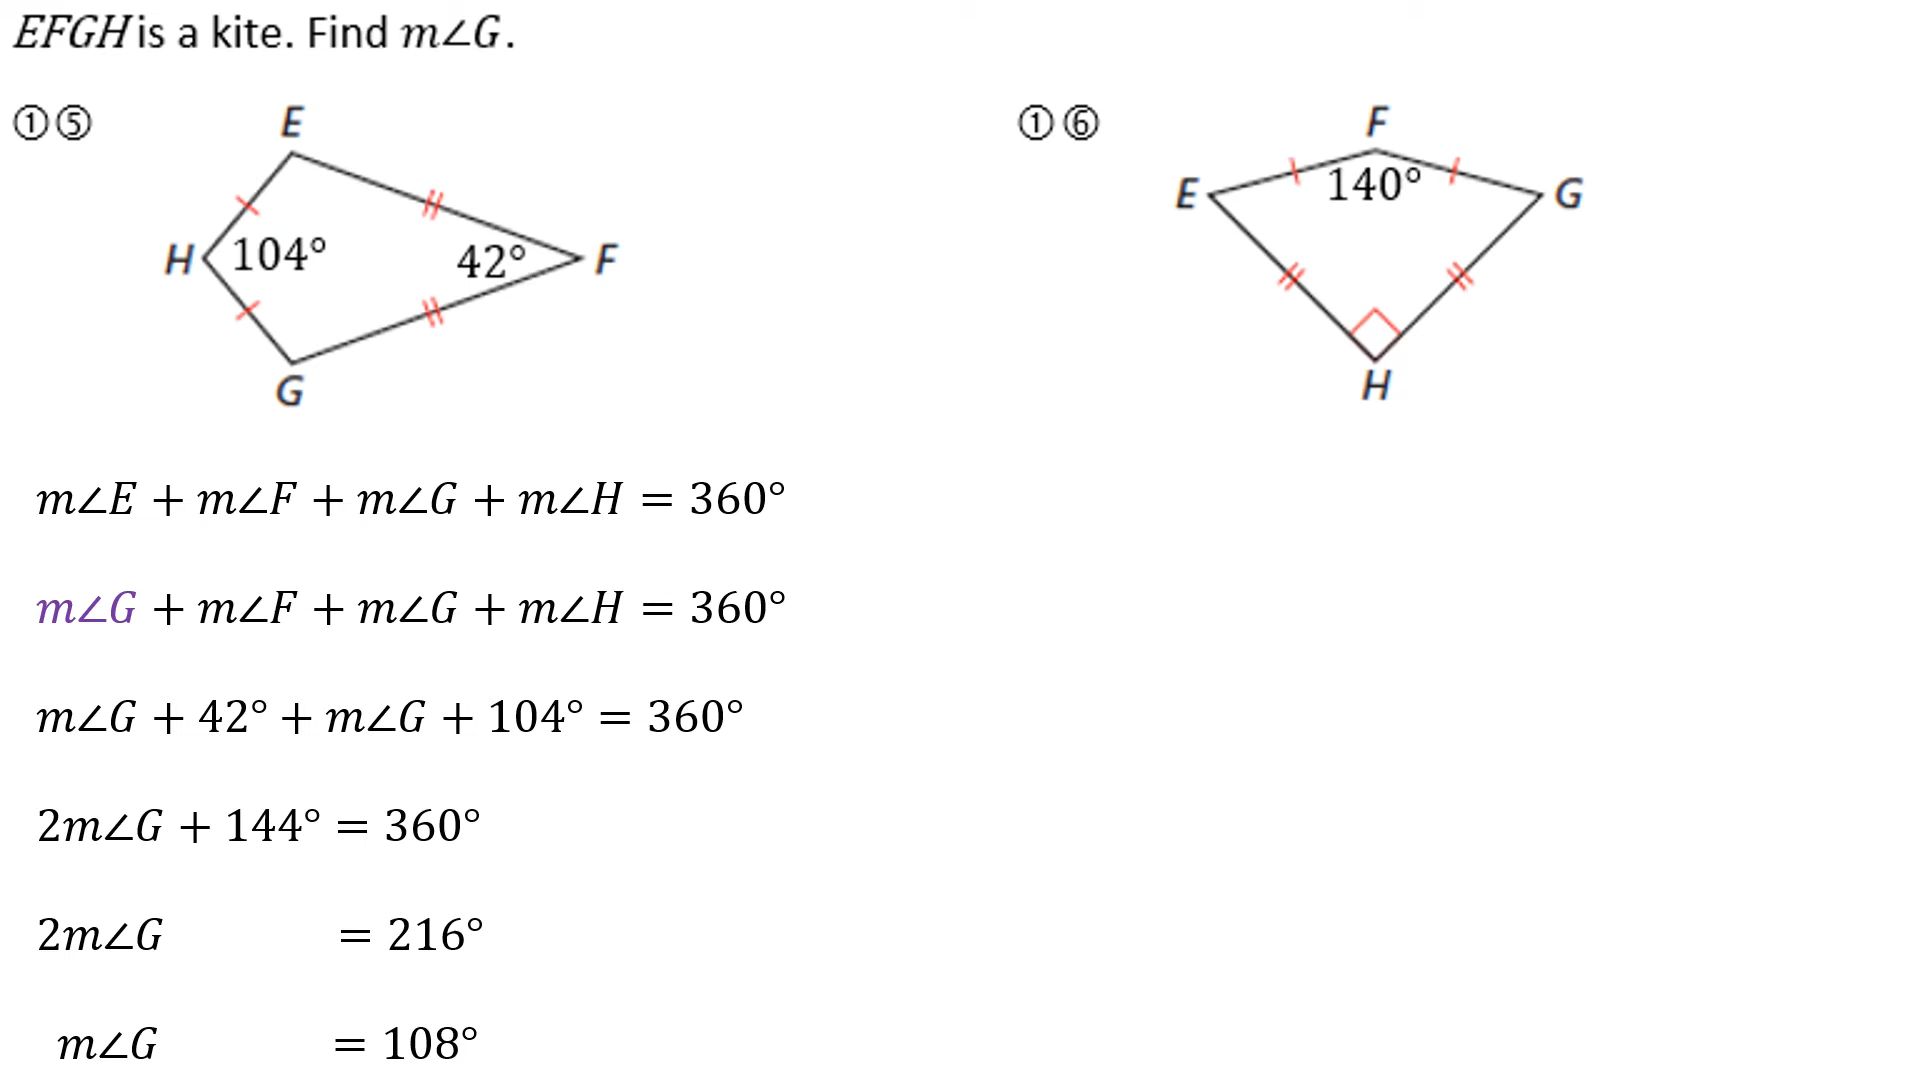 EFGH is a kite. Find m∠G.
①⑤
E
H 104° 42° F
G
①⑥
F
E 140° G
H
m∠E + m∠F + m∠G + m∠H = 360°
m∠G + m∠F + m∠G + m∠H = 360°
m∠G + 42° + m∠G + 104° = 360°
2m∠G + 144° = 360°
2m∠G = 216°
m∠G = 108°